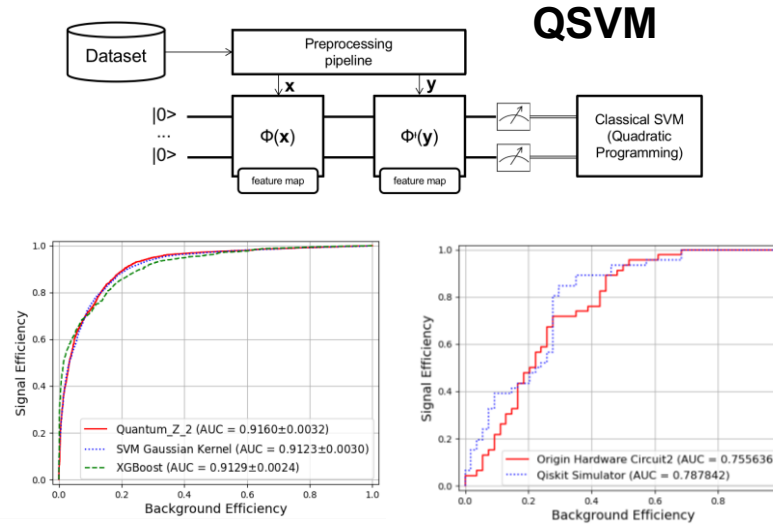 QSVM
Dataset
Preprocessing
pipeline
x
y
|0>
...
|0>
Φ(x)
Φᵎ(y)
feature map
feature map
Classical SVM
(Quadratic
Programming)
1.0
0.8
0.6
0.4
0.2
0.0
Signal Efficiency
Quantum_Z_2 (AUC = 0.9160±0.0032)
SVM Gaussian Kernel (AUC = 0.9123±0.0030)
XGBoost (AUC = 0.9129±0.0024)
0.0 0.2 0.4 0.6 0.8 1.0
Background Efficiency
1.0
0.8
0.6
0.4
0.2
0.0
Signal Efficiency
Origin Hardware Circuit2 (AUC = 0.755636
Qiskit Simulator (AUC = 0.787842)
0.0 0.2 0.4 0.6 0.8
Background Efficiency